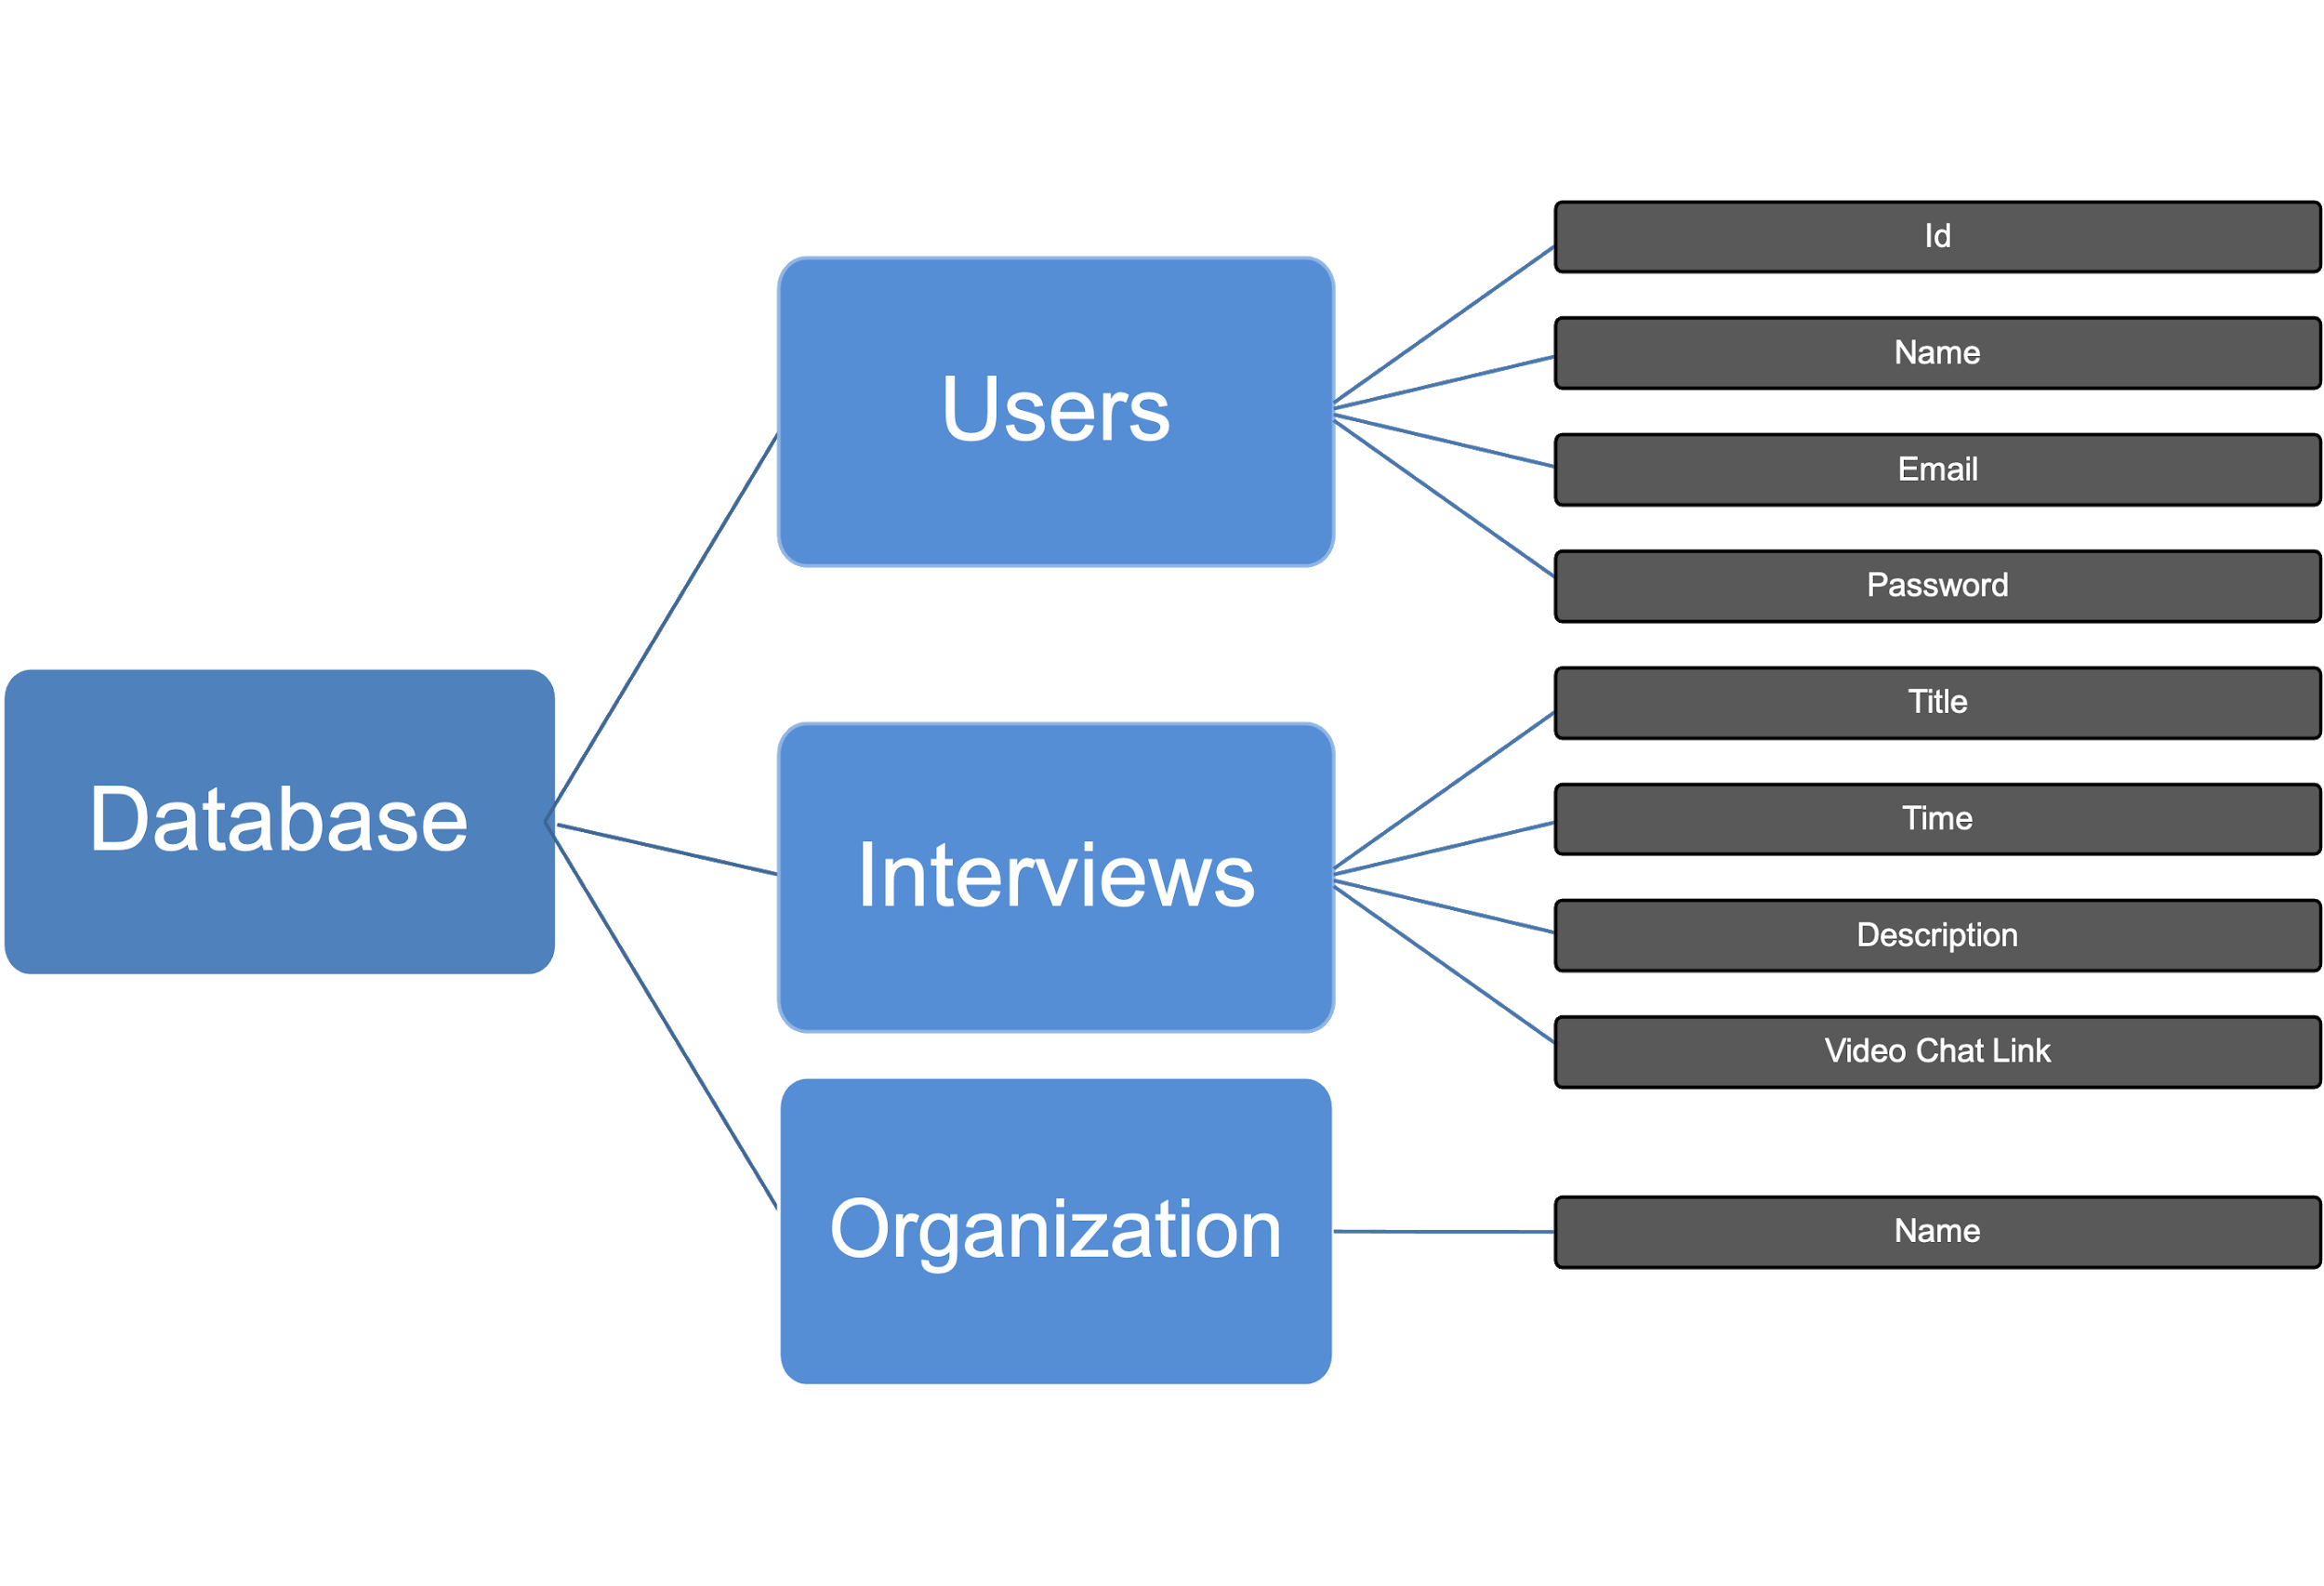 Database
Users
Id
Name
Email
Password
Interviews
Title
Time
Description
Video Chat Link
Organization
Name